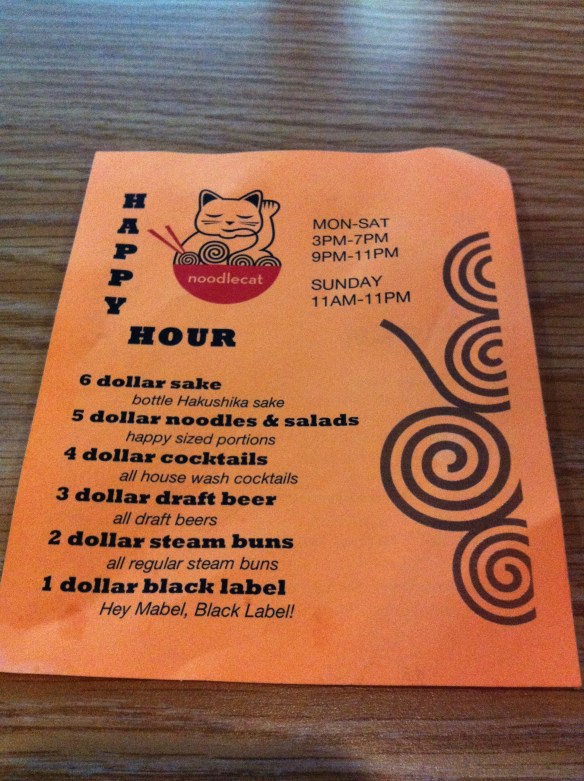 HAPPY
HOUR
noodlecat
MON-SAT
3PM-7PM
9PM-11PM
SUNDAY
11AM-11PM
6 dollar sake
bottle Hakushika sake
5 dollar noodles & salads
happy sized portions
4 dollar cocktails
all house wash cocktails
3 dollar draft beer
all draft beers
2 dollar steam buns
all regular steam buns
1 dollar black label
Hey Mabel, Black Label!